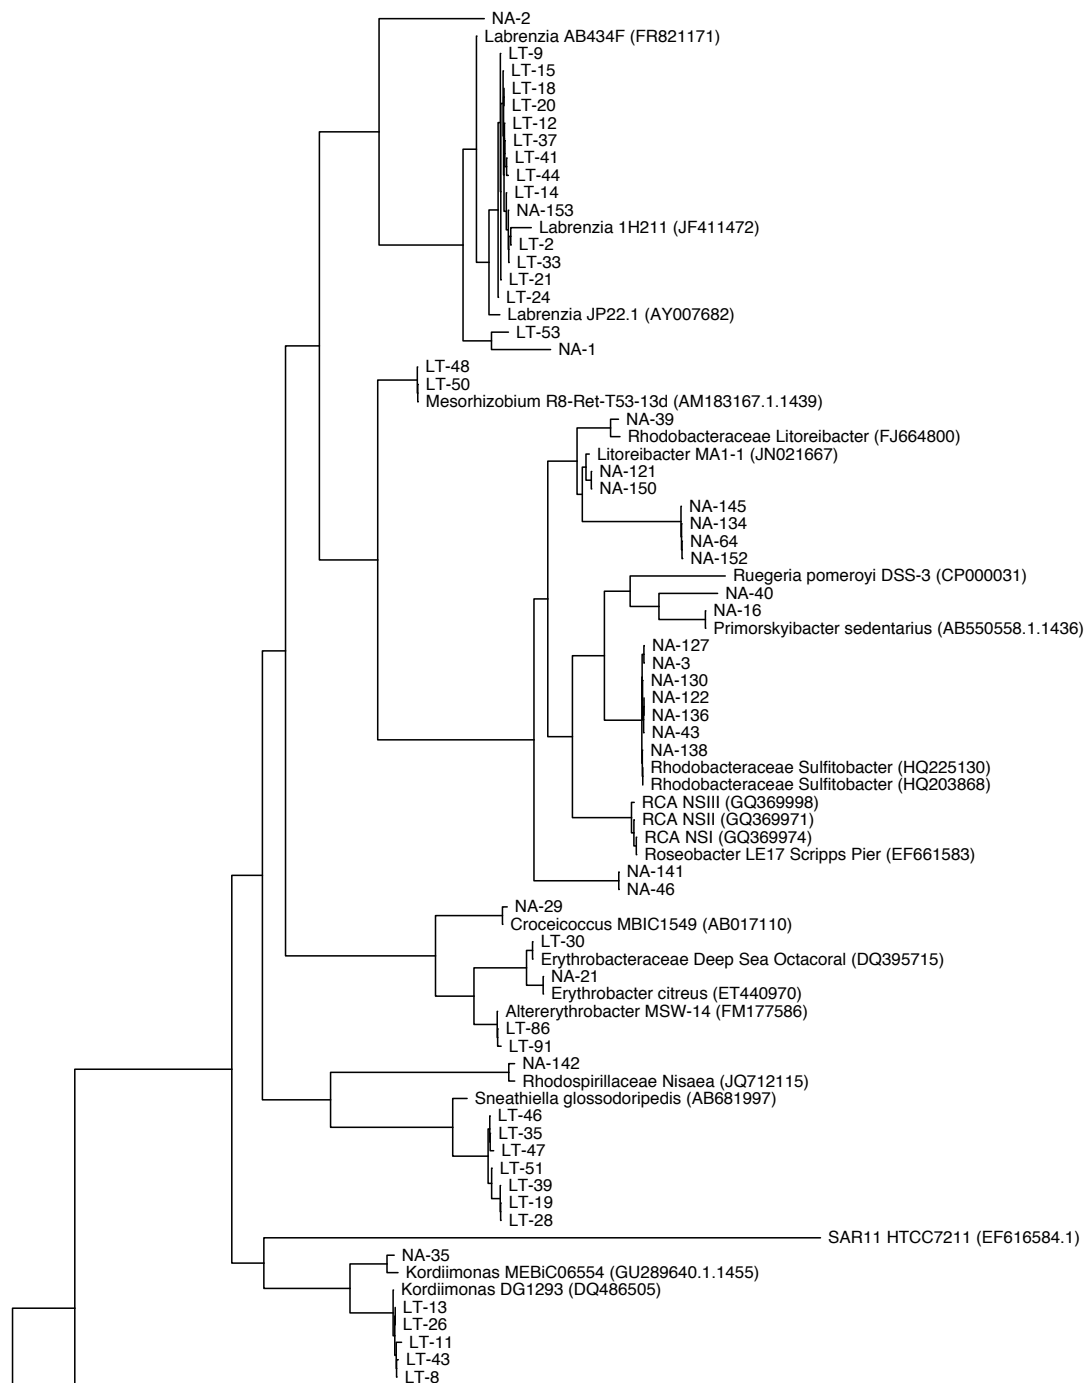 NA-2
Labrenzia AB434F (FR821171)
LT-9
LT-15
LT-18
LT-20
LT-12
LT-37
LT-41
LT-44
LT-14
NA-153
Labrenzia 1H211 (JF411472)
LT-2
LT-33
LT-21
LT-24
Labrenzia JP22.1 (AY007682)
LT-53
NA-1
LT-48
LT-50
Mesorhizobium R8-Ret-T53-13d (AM183167.1.1439)
NA-39
Rhodobacteraceae Litoreibacter (FJ664800)
Litoreibacter MA1-1 (JN021667)
NA-121
NA-150
NA-145
NA-134
NA-64
NA-152
Ruegeria pomeroyi DSS-3 (CP000031)
NA-40
NA-16
Primorskyibacter sedentarius (AB550558.1.1436)
NA-127
NA-3
NA-130
NA-122
NA-136
NA-43
NA-138
Rhodobacteraceae Sulfitobacter (HQ225130)
Rhodobacteraceae Sulfitobacter (HQ203868)
RCA NSIII (GQ369998)
RCA NSII (GQ369971)
RCA NSI (GQ369974)
Roseobacter LE17 Scripps Pier (EF661583)
NA-141
NA-46
NA-29
Croceicoccus MBIC1549 (AB017110)
LT-30
Erythrobacteraceae Deep Sea Octacoral (DQ395715)
NA-21
Erythrobacter citreus (ET440970)
Altererythrobacter MSW-14 (FM177586)
LT-86
LT-91
NA-142
Rhodospirillaceae Nisaea (JQ712115)
Sneathiella glossodoripedis (AB681997)
LT-46
LT-35
LT-47
LT-51
LT-39
LT-19
LT-28
SAR11 HTCC7211 (EF616584.1)
NA-35
Kordiimonas MEBiC06554 (GU289640.1.1455)
Kordiimonas DG1293 (DQ486505)
LT-13
LT-26
LT-11
LT-43
LT-8